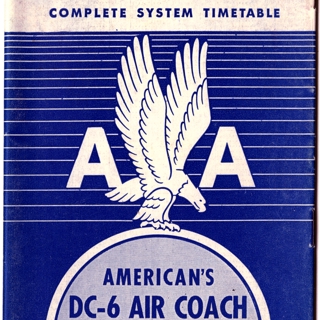 COMPLETE SYSTEM TIMETABLE
A A
AMERICAN'S
DC-6 AIR COACH